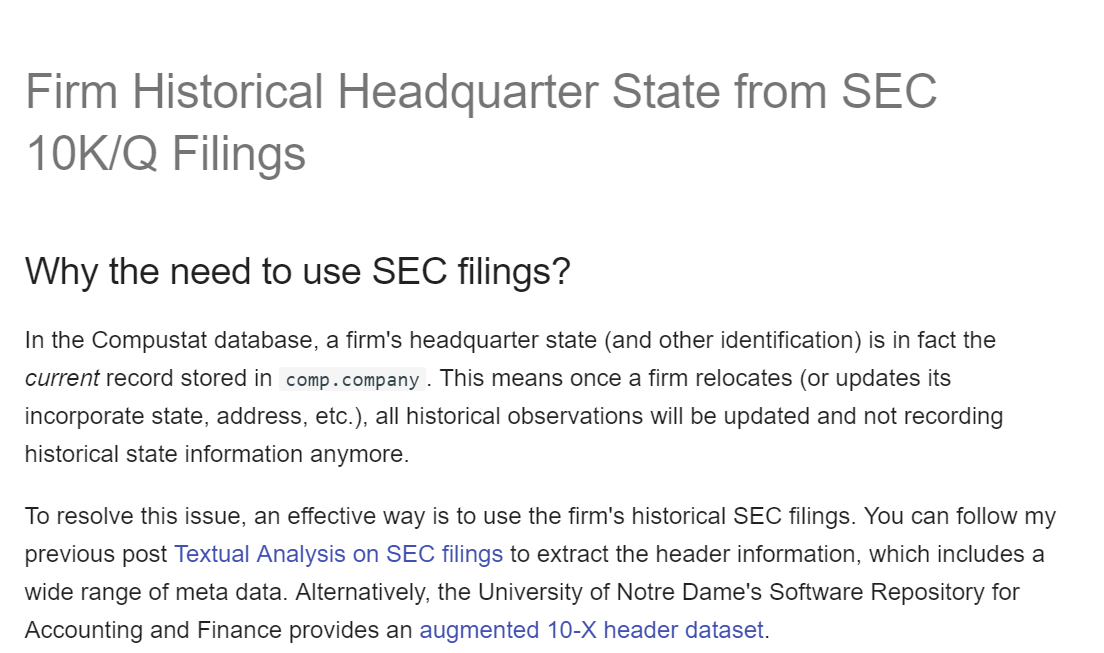 Firm Historical Headquarter State from SEC
10K/Q Filings
Why the need to use SEC filings?
In the Compustat database, a firm's headquarter state (and other identification) is in fact the
current record stored in comp.company . This means once a firm relocates (or updates its
incorporate state, address, etc.), all historical observations will be updated and not recording
historical state information anymore.
To resolve this issue, an effective way is to use the firm's historical SEC filings. You can follow my
previous post Textual Analysis on SEC filings to extract the header information, which includes a
wide range of meta data. Alternatively, the University of Notre Dame's Software Repository for
Accounting and Finance provides an augmented 10-X header dataset.